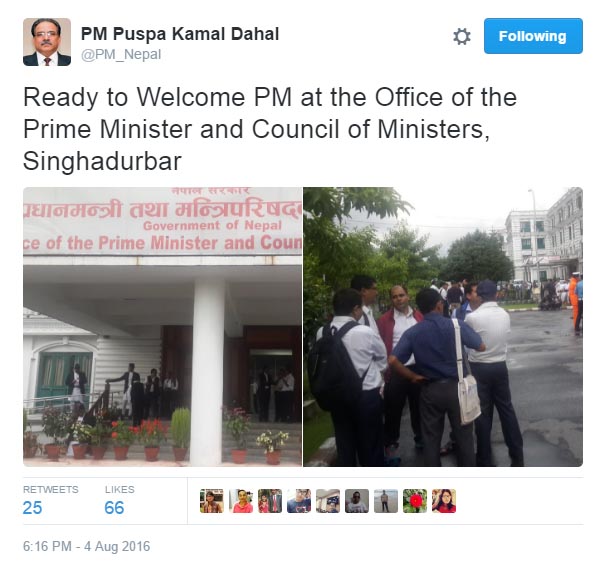 PM Puspa Kamal Dahal
@PM_Nepal
Following
Ready to Welcome PM at the Office of the
Prime Minister and Council of Ministers,
Singhadurbar
नेपाल सरकार
प्रधानमन्त्री तथा मन्त्रिपरिषद
Government of Nepal
ce of the Prime Minister and Coun
RETWEETS
LIKES
25
66
6:16 PM - 4 Aug 2016